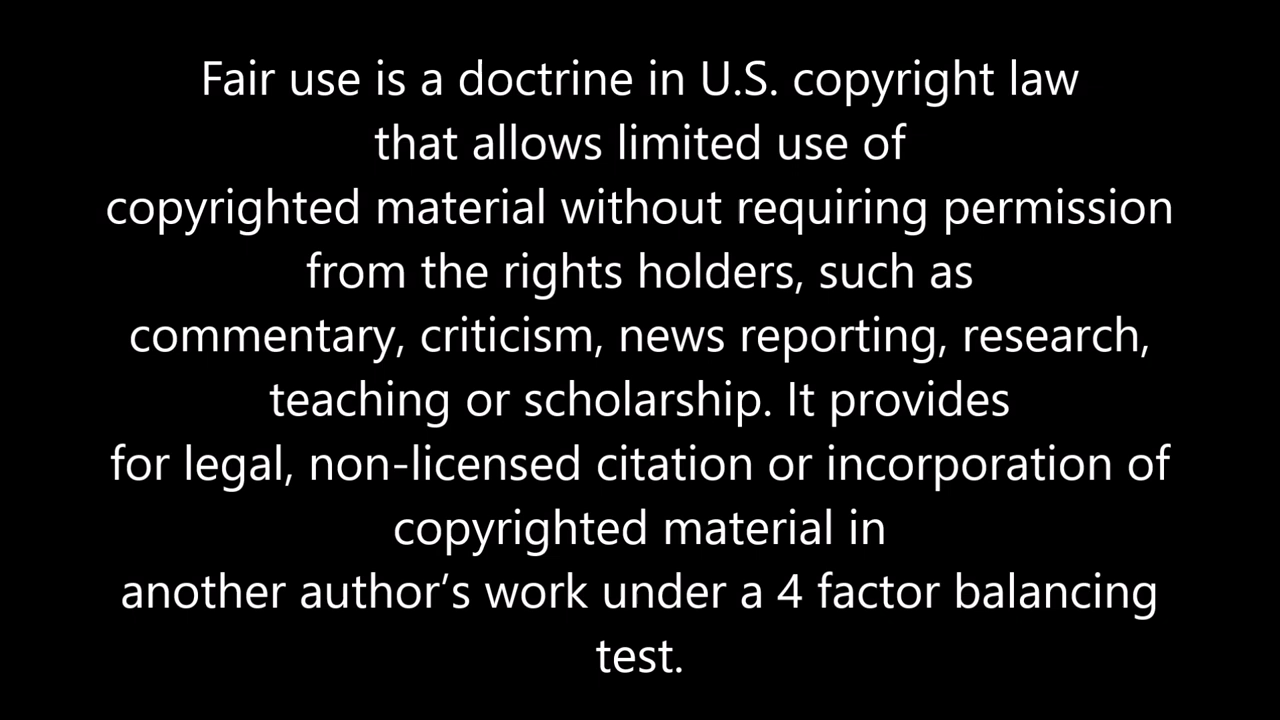 Fair use is a doctrine in U.S. copyright law
that allows limited use of
copyrighted material without requiring permission
from the rights holders, such as
commentary, criticism, news reporting, research,
teaching or scholarship. It provides
for legal, non-licensed citation or incorporation of
copyrighted material in
another author’s work under a 4 factor balancing
test.